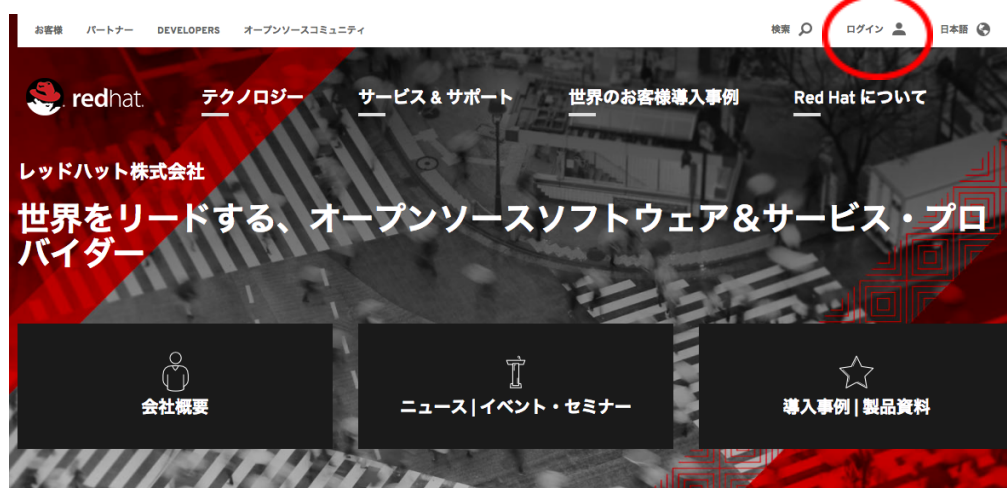 お客様 パートナー DEVELOPERS オープンソースコミュニティ 検索 ログイン 日本語
redhat. テクノロジー サービス & サポート 世界のお客様導入事例 Red Hat について
レッドハット株式会社
世界をリードする、オープンソースソフトウェア＆サービス・プロ
バイダー
会社概要 ニュース | イベント・セミナー 導入事例 | 製品資料